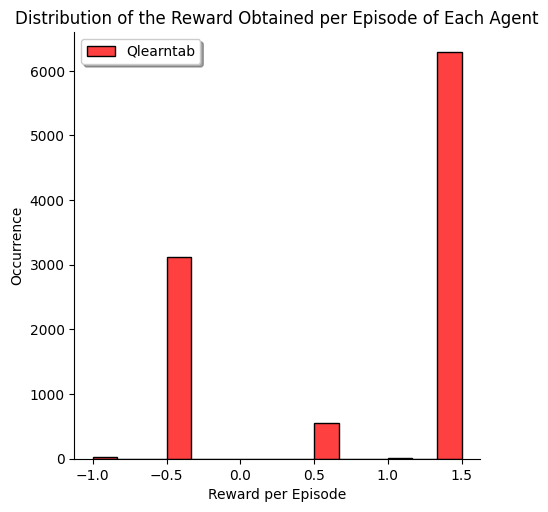 Distribution of the Reward Obtained per Episode of Each Agent
Qlearntab
6000
5000
4000
3000
2000
1000
0
Occurrence
−1.0 −0.5 0.0 0.5 1.0 1.5
Reward per Episode